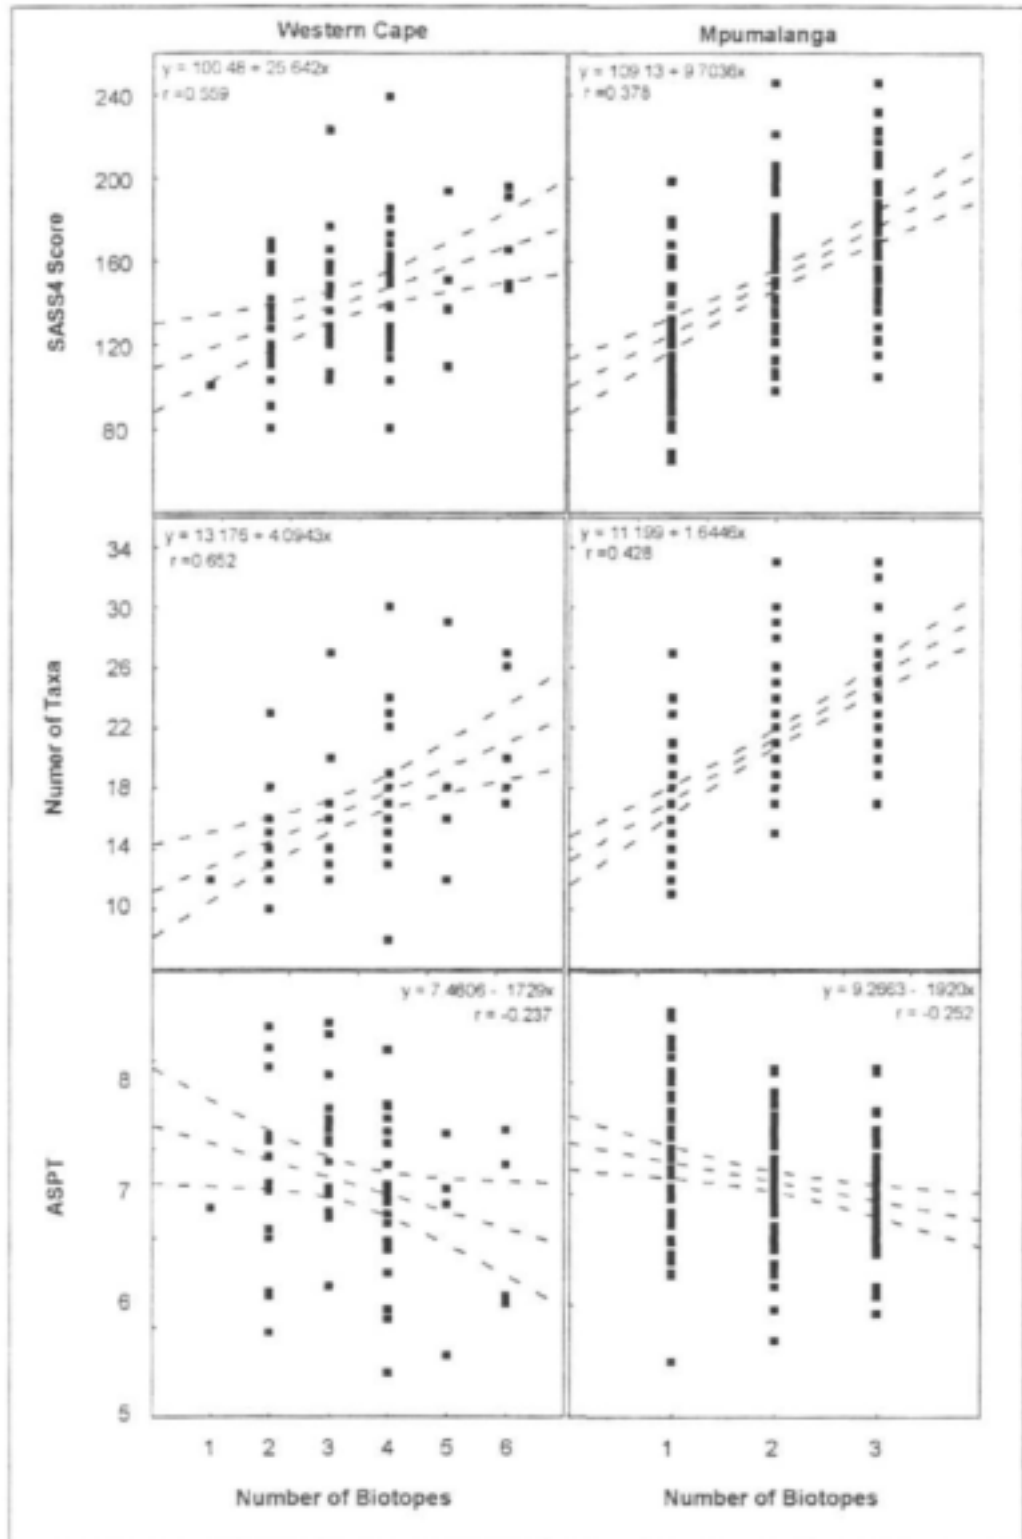 Western Cape
Mpumalanga
y = 100.48 + 25.642x
r =0.559
y = 109.13 + 9.7036x
r =0.378
240
200
160
120
80
SASS4 Score
y = 13.176 + 4.0943x
r =0.652
y = 11.199 + 1.6446x
r =0.428
34
30
26
22
18
14
10
Numer of Taxa
y = 7.4606 - .1729x
r = -0.237
y = 9.2663 - .1920x
r = -0.252
8
7
6
5
ASPT
1 2 3 4 5 6
1 2 3
Number of Biotopes
Number of Biotopes